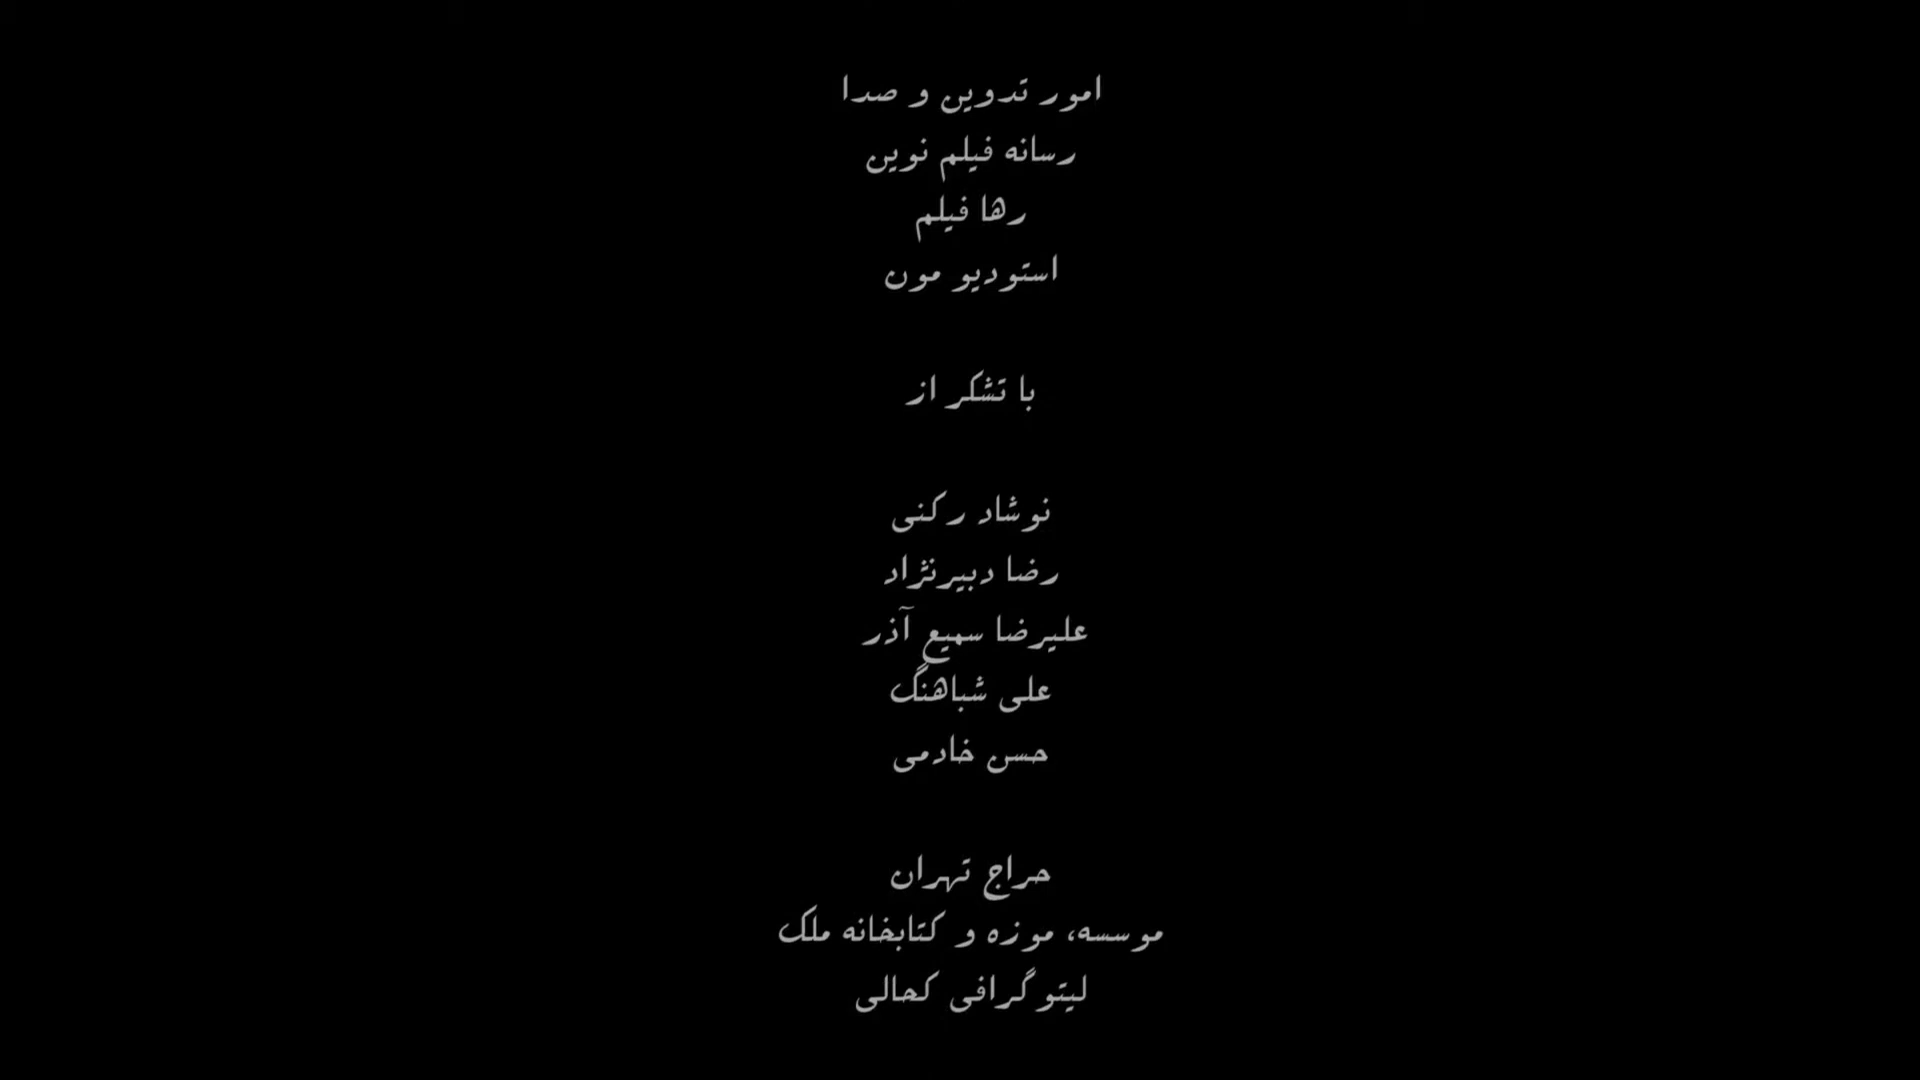 امور تدوین و صدا
رسانه فیلم نوین
رها فیلم
استودیو مون
با تشکر از
نوشاد رکنی
رضا دبیرنژاد
علیرضا سمیع آذر
علی شباهنگ
حسن خادمی
حراج تهران
موسسه، موزه و کتابخانه ملک
لیتوگرافی کحالی